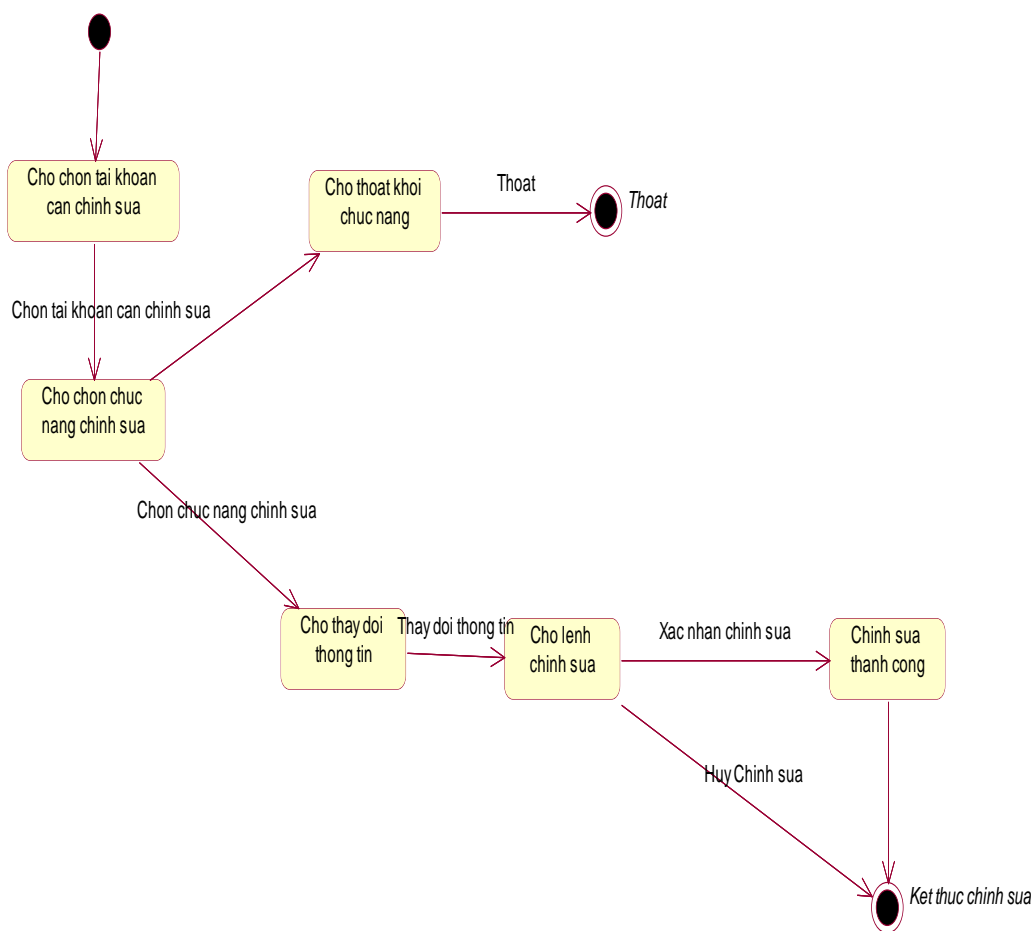 Cho chon tai khoan
can chinh sua
Cho thoat khoi
chuc nang
Thoat
Thoat
Chon tai khoan can chinh sua
Cho chon chuc
nang chinh sua
Chon chuc nang chinh sua
Cho thay doi
thong tin
Thay doi thong tin
Cho lenh
chinh sua
Xac nhan chinh sua
Chinh sua
thanh cong
Huy Chinh sua
Ket thuc chinh sua